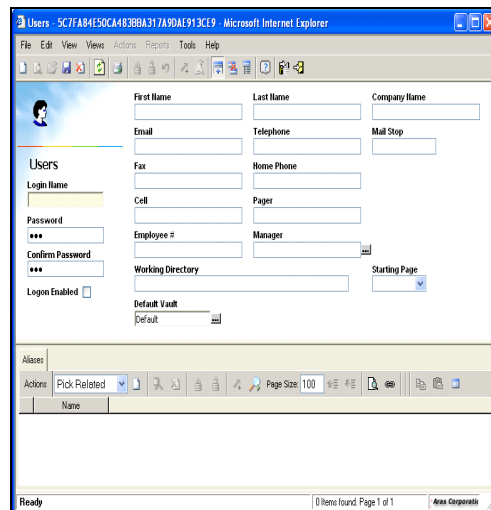 Users - 5C7FA84E50CA483BBA317A9DAE913CE9 - Microsoft Internet Explorer
File Edit View Views Actions Reports Tools Help
First Name Last Name Company Name
Email Telephone Mail Stop
Users
Fax Home Phone
Login Name
Cell Pager
Password
Employee # Manager
Confirm Password
Working Directory Starting Page
Logon Enabled
Default Vault
Default
Aliases
Actions Pick Related Page Size: 100
Name
Ready 0 Items found. Page 1 of 1 Aras Corporati